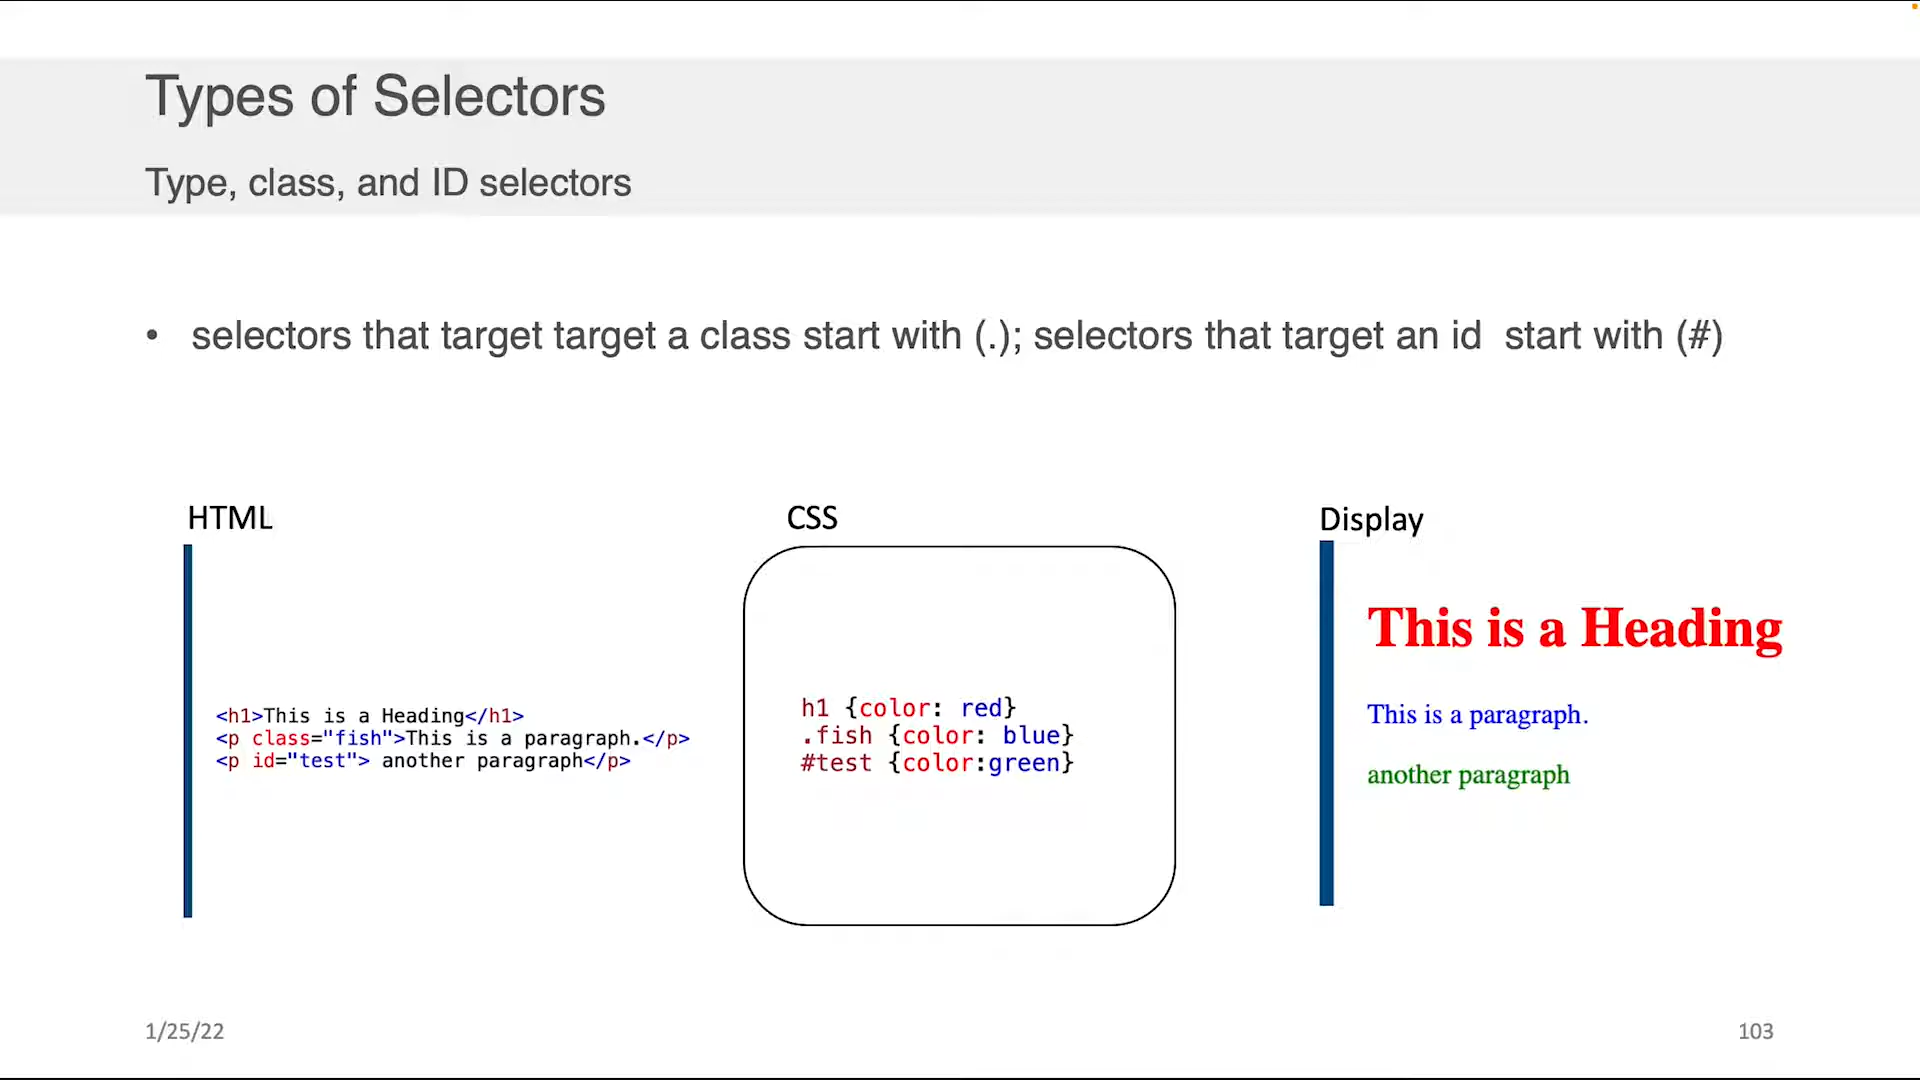 Types of Selectors
Type, class, and ID selectors
• selectors that target target a class start with (.); selectors that target an id  start with (#)
HTML
<h1>This is a Heading</h1>
<p class="fish">This is a paragraph.</p>
<p id="test"> another paragraph</p>
CSS
h1 {color: red}
.fish {color: blue}
#test {color:green}
Display
This is a Heading
This is a paragraph.
another paragraph
1/25/22
103